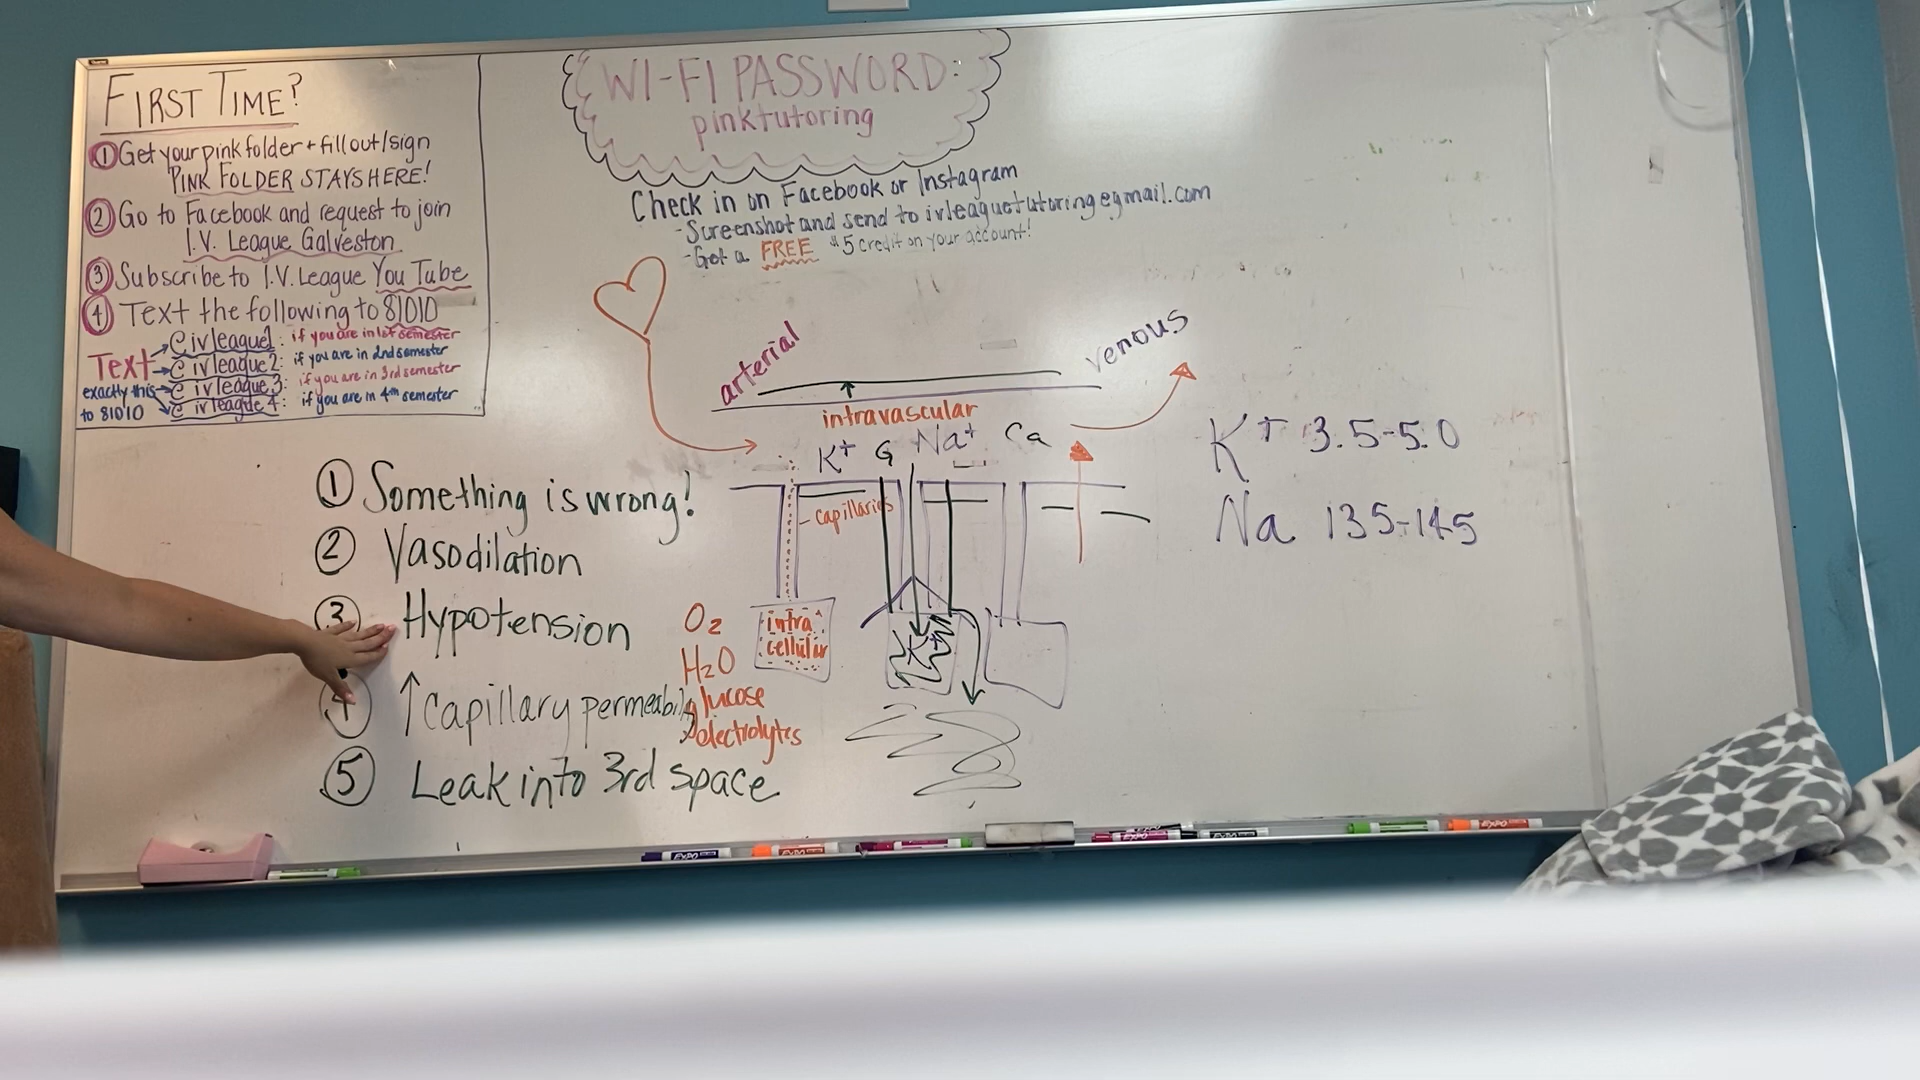 FIRST TIME?
① Get your pink folder + fill out/sign
PINK FOLDER STAYS HERE!
② Go to Facebook and request to join
I.V. League Galveston
③ Subscribe to I.V. League You Tube
④ Text the following to 81010
Text exactly this to 81010
@ivleague1: if you are in 1st semester
@ivleague2: if you are in 2nd semester
@ivleague3: if you are in 3rd semester
@ivleague4: if you are in 4th semester
WI-FI PASSWORD:
pinktutoring
Check in on Facebook or Instagram
- Screenshot and send to ivleaguetutoring@gmail.com
- Get a FREE $5 credit on your account!
arterial
venous
intravascular
K+ G Na+ Ca
- capillaries
K+ 3.5-5.0
Na 135-145
① Something is wrong!
② Vasodilation
③ Hypotension
④ ↑ Capillary permeability
⑤ Leak into 3rd space
O2
H2O
glucose
electrolytes
intra
cellular
EXPO
EXPO
EXPO
EXPO
EXPO